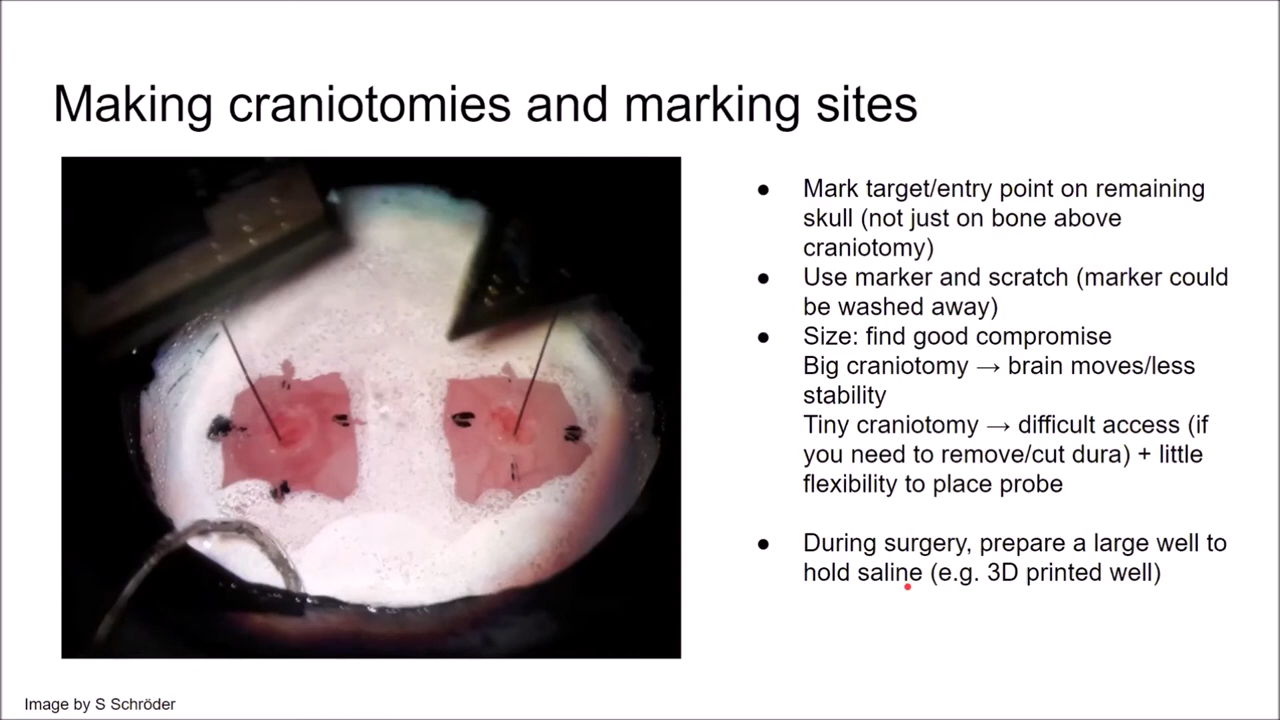 Making craniotomies and marking sites
● Mark target/entry point on remaining
skull (not just on bone above
craniotomy)
● Use marker and scratch (marker could
be washed away)
● Size: find good compromise
Big craniotomy → brain moves/less
stability
Tiny craniotomy → difficult access (if
you need to remove/cut dura) + little
flexibility to place probe
● During surgery, prepare a large well to
hold saline (e.g. 3D printed well)
Image by S Schröder